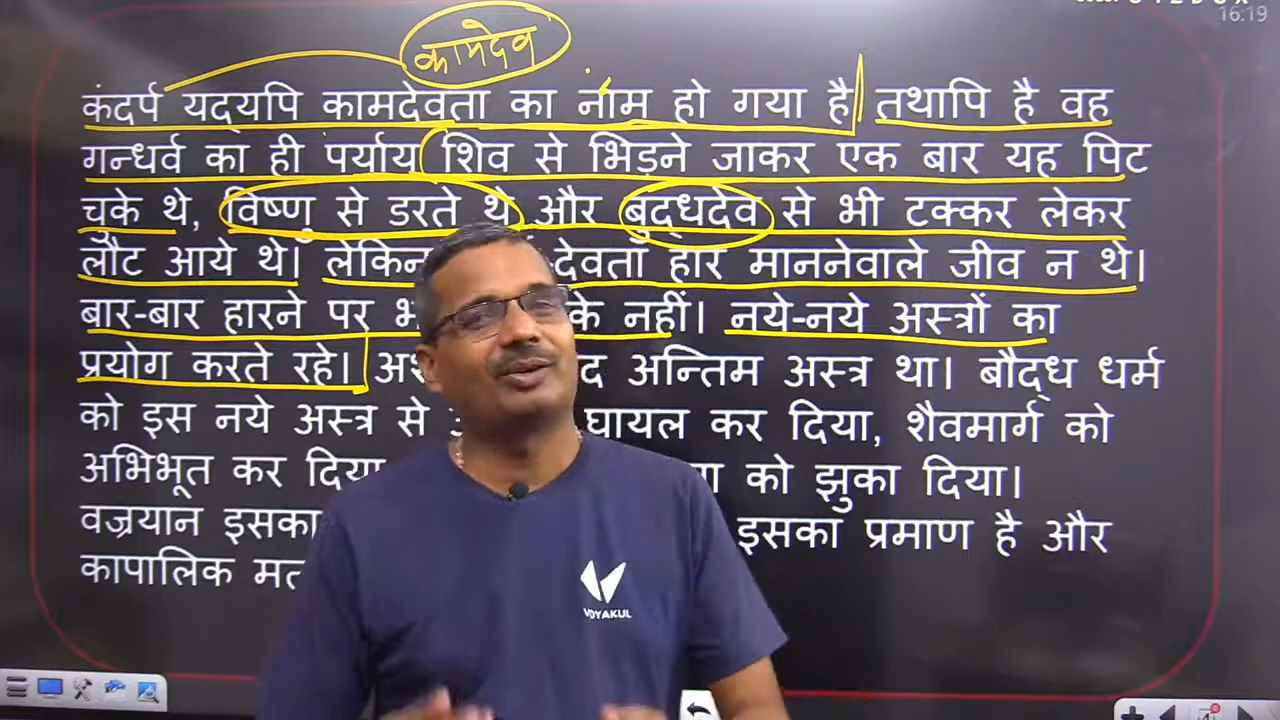 16:19
कामदेव
कंदर्प यद्यपि कामदेवता का नाम हो गया है तथापि है वह
गन्धर्व का ही पर्याय शिव से भिड़ने जाकर एक बार यह पिट
चुके थे, विष्णु से डरते थे और बुद्धदेव से भी टक्कर लेकर
लौट आये थे। लेकिन देवता हार माननेवाले जीव न थे।
बार-बार हारने पर नहीं। नये-नये अस्त्रों का
प्रयोग करते रहे। अन्तिम अस्त्र था। बौद्ध धर्म
को इस नये अस्त्र से घायल कर दिया, शैवमार्ग को
अभिभूत कर दिया को झुका दिया।
वज्रयान इसका इसका प्रमाण है और
कापालिक
VIDYAKUL